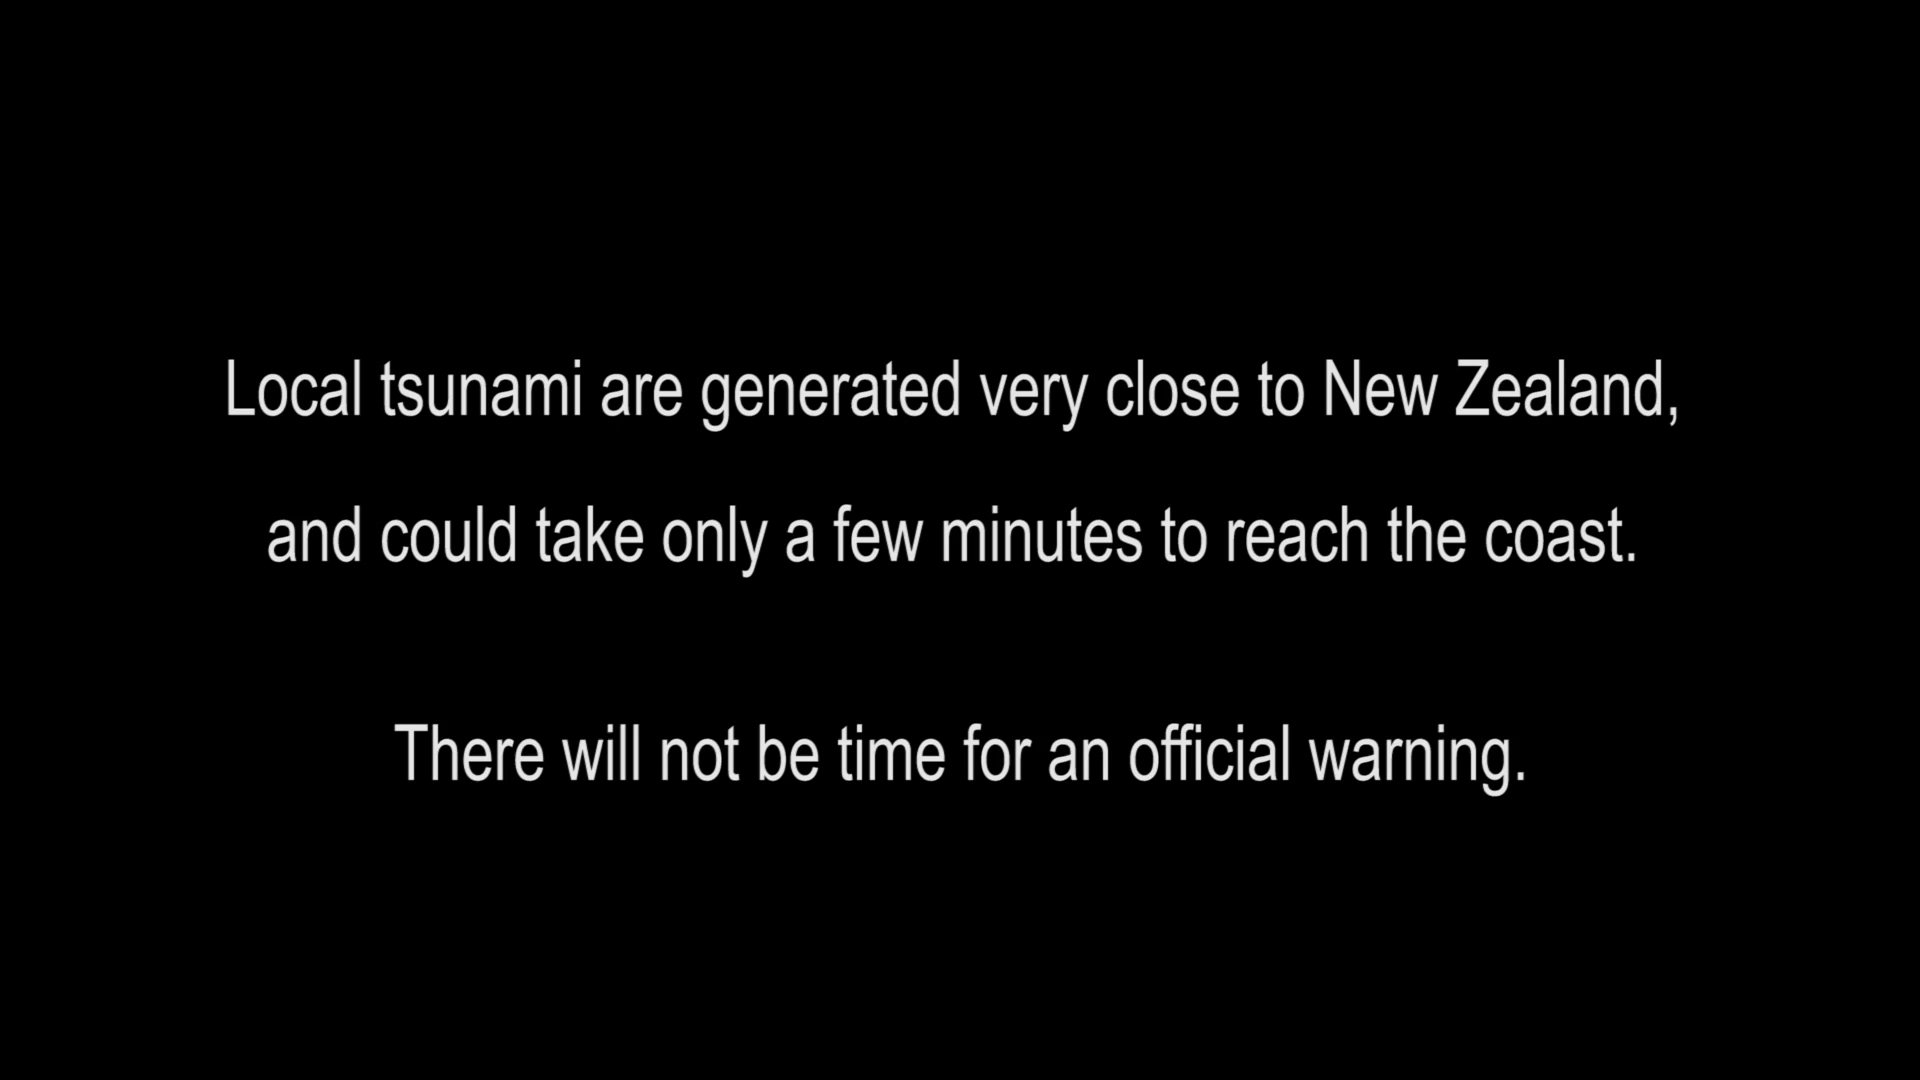 Local tsunami are generated very close to New Zealand,
and could take only a few minutes to reach the coast.
There will not be time for an official warning.